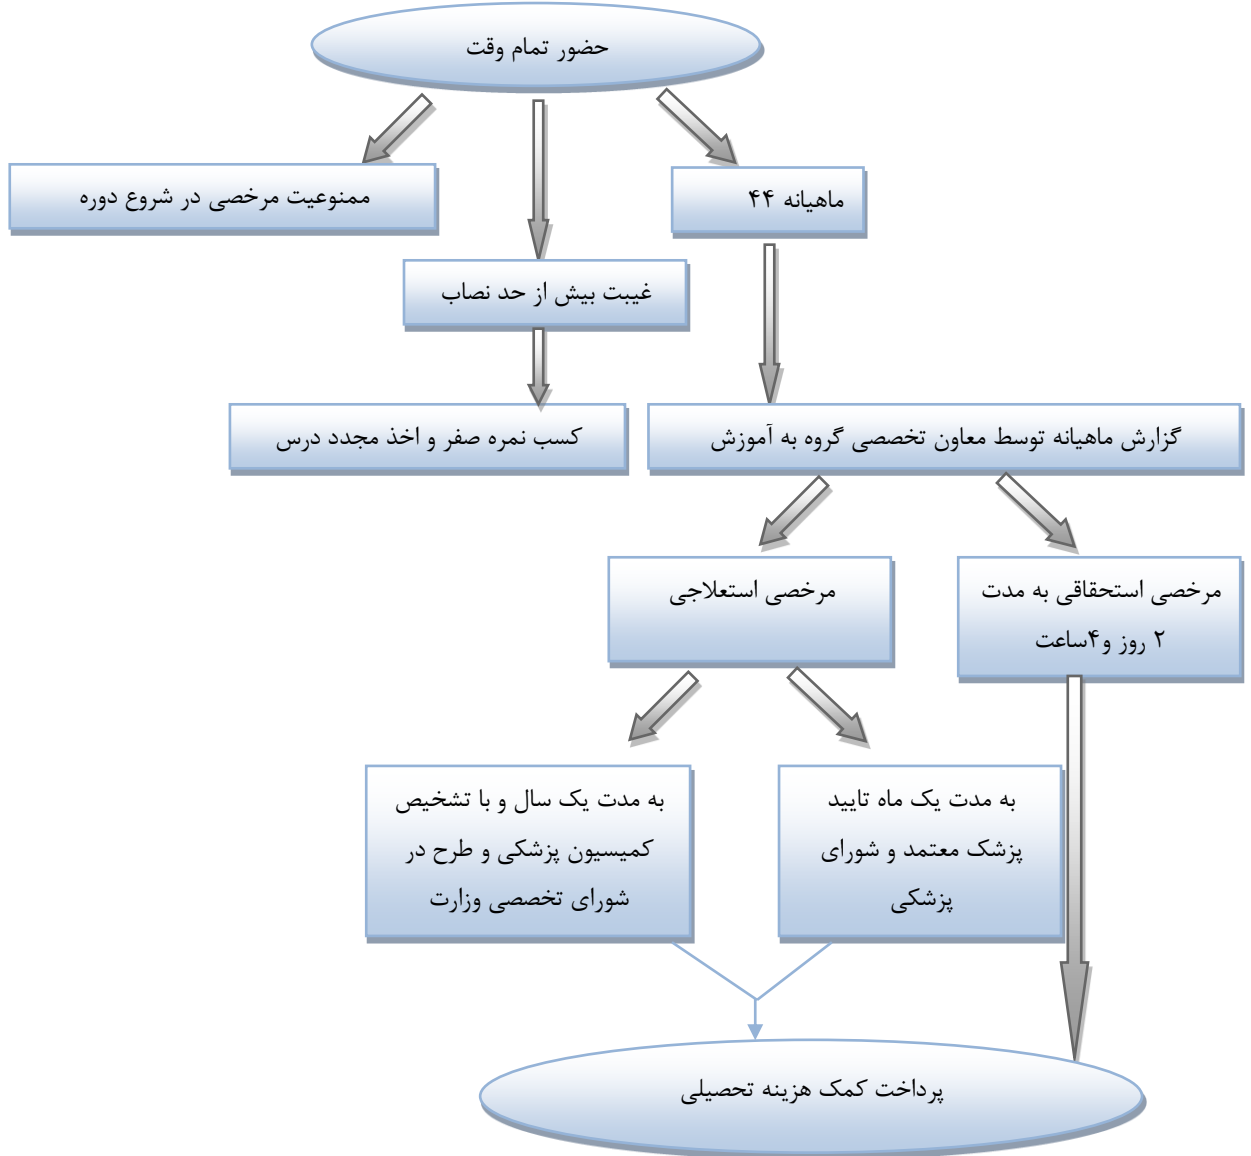 حضور تمام وقت
ماهیانه ۴۴
ممنوعیت مرخصی در شروع دوره
غیبت بیش از حد نصاب
گزارش ماهیانه توسط معاون تخصصی گروه به آموزش
کسب نمره صفر و اخذ مجدد درس
مرخصی استحقاقی به مدت
۲ روز و۴ساعت
مرخصی استعلاجی
به مدت یک ماه تایید
پزشک معتمد و شورای
پزشکی
به مدت یک سال و با تشخیص
کمیسیون پزشکی و طرح در
شورای تخصصی وزارت
پرداخت کمک هزینه تحصیلی